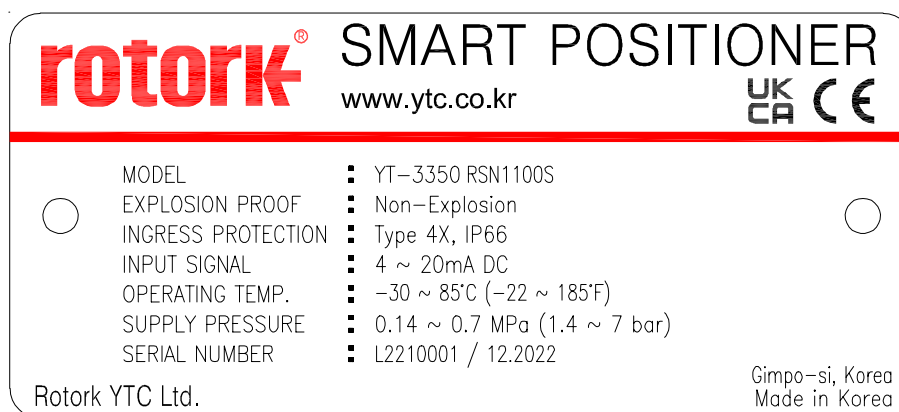 rotork® SMART POSITIONER
www.ytc.co.kr UK CA CE
MODEL : YT-3350 RSN1100S
EXPLOSION PROOF : Non-Explosion
INGRESS PROTECTION : Type 4X, IP66
INPUT SIGNAL : 4 ~ 20mA DC
OPERATING TEMP. : -30 ~ 85°C (-22 ~ 185°F)
SUPPLY PRESSURE : 0.14 ~ 0.7 MPa (1.4 ~ 7 bar)
SERIAL NUMBER : L2210001 / 12.2022
Rotork YTC Ltd.
Gimpo-si, Korea
Made in Korea